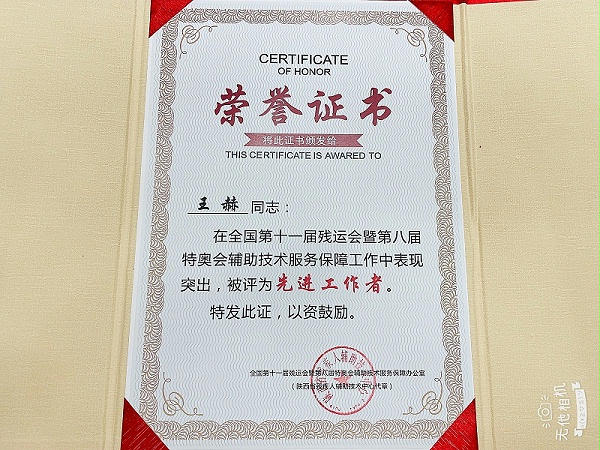 CERTIFICATE
OF HONOR
荣誉证书
将此证书颁发给
THIS CERTIFICATE IS AWARED TO
王赫 同志：
在全国第十一届残运会暨第八届
特奥会辅助技术服务保障工作中表现
突出，被评为先进工作者。
特发此证，以资鼓励。
全国第十一届残运会暨第八届特奥会辅助技术服务保障办公室
（陕西省残疾人辅助技术中心代章）
无他相机